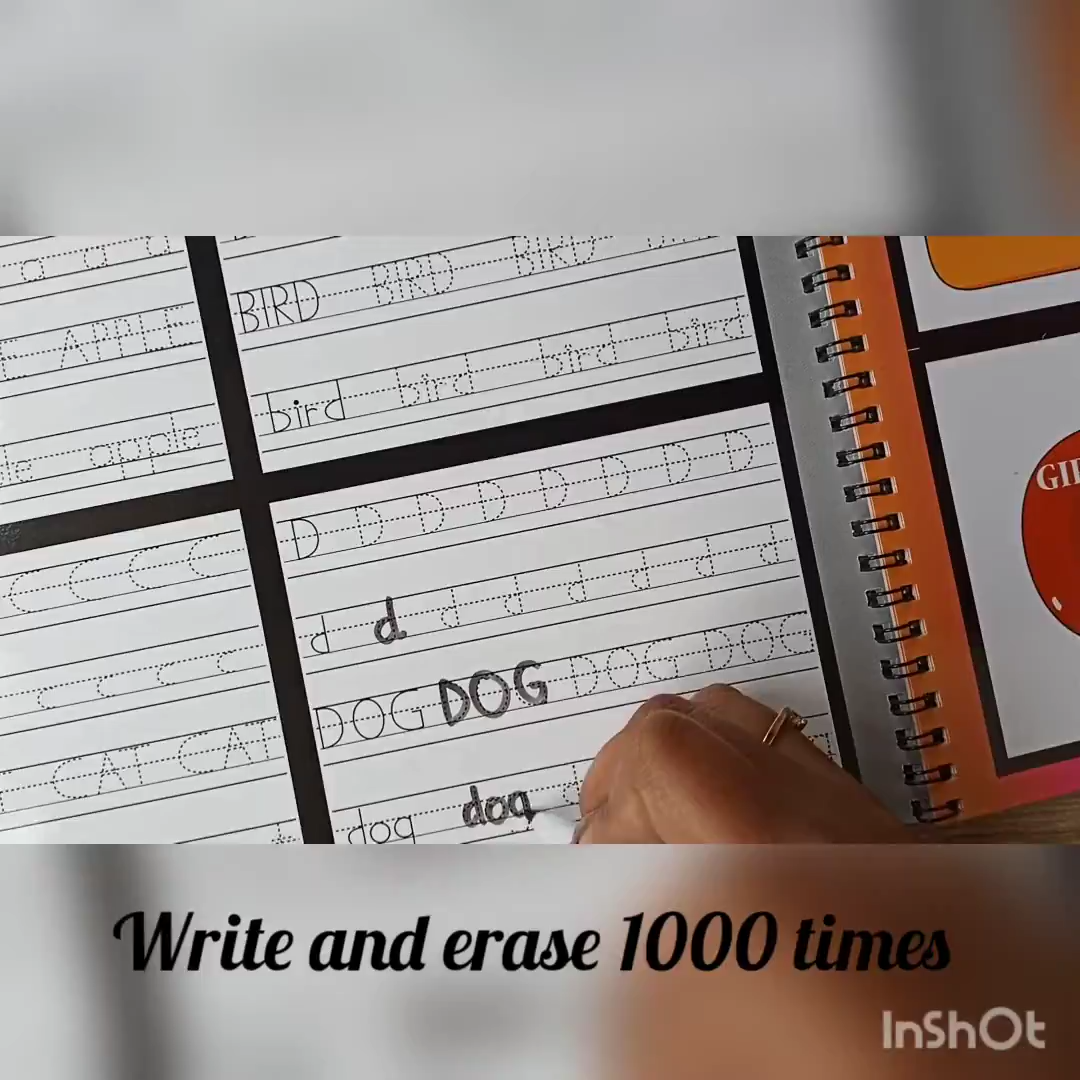 a a a
APPLE
apple
BIRD BIRD BIRD
bird bird bird bird
C C C C
c c c c
CAT CAT
D D D D D D D D
d d d d d d d d
DOG DOG DOG DOG
dog dog
GI
Write and erase 1000 times
InShOt